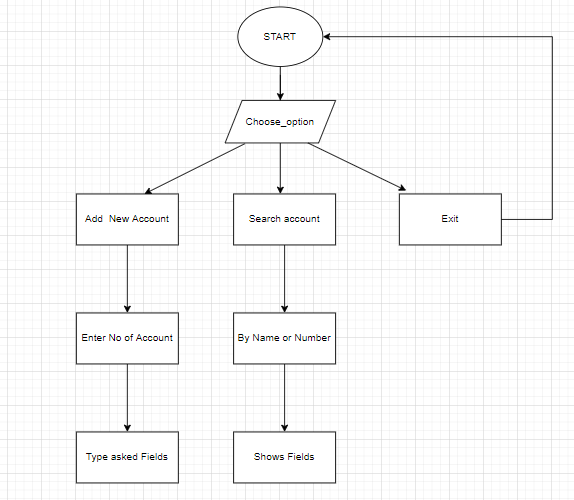 START
Choose_option
Add New Account
Search account
Exit
Enter No of Account
By Name or Number
Type asked Fields
Shows Fields